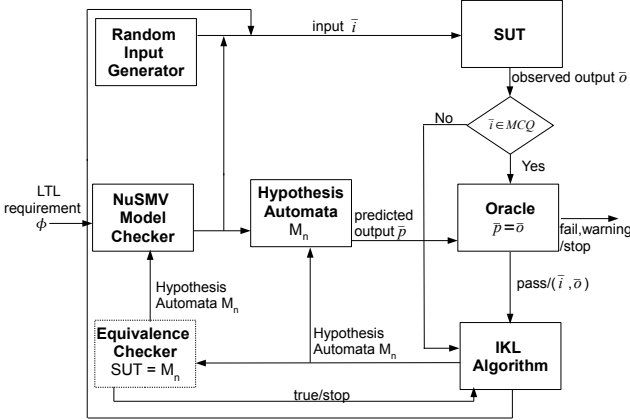 Random
Input
Generator
input i̅
SUT
observed output o̅
i̅ ∈ MCQ
No
Yes
LTL
requirement
ϕ
NuSMV
Model
Checker
Hypothesis
Automata
Mₙ
predicted
output p̅
Oracle
p̅ = o̅
fail,warning
/stop
pass/(i̅ ,o̅)
Hypothesis
Automata Mₙ
Equivalence
Checker
SUT = Mₙ
Hypothesis
Automata Mₙ
IKL
Algorithm
true/stop